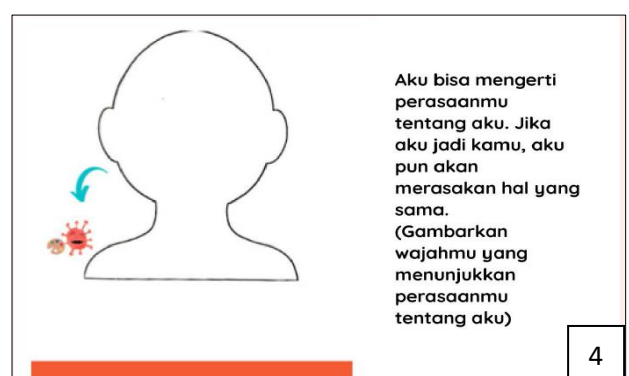 Aku bisa mengerti
perasaanmu
tentang aku. Jika
aku jadi kamu, aku
pun akan
merasakan hal yang
sama.
(Gambarkan
wajahmu yang
menunjukkan
perasaanmu
tentang aku)
4